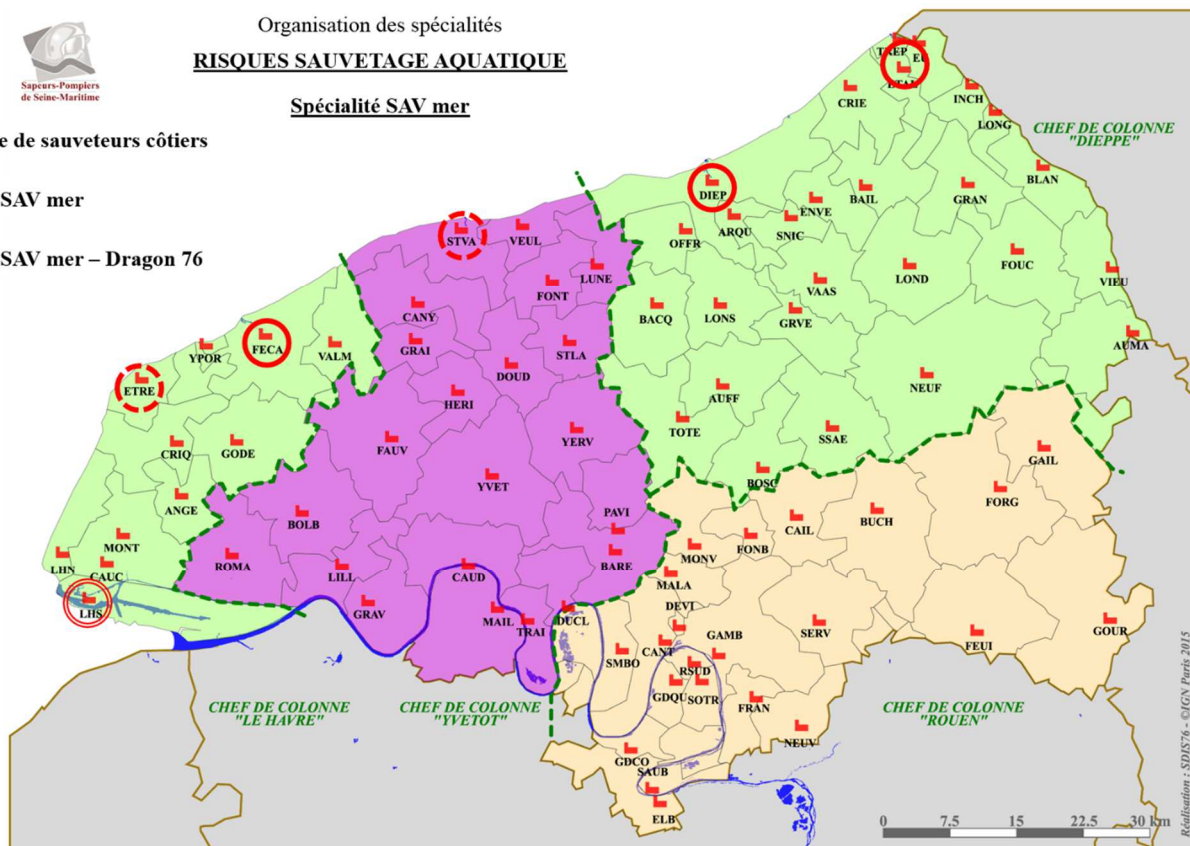 Organisation des spécialités
RISQUES SAUVETAGE AQUATIQUE
Spécialité SAV mer
Sapeurs-Pompiers
de Seine-Maritime
e de sauveteurs côtiers
SAV mer
SAV mer – Dragon 76
TREP
EU
ETAL
CRIE
INCH
LONG
CHEF DE COLONNE
"DIEPPE"
BLAN
DIEP
BAIL
GRAN
ENVE
ARQU
SNIC
OFFR
STVA
VEUL
FOUC
LUNE
LOND
VIEU
FONT
VAAS
CANY
BACQ
LONS
GRVE
AUMA
FECA
YPOR
VALM
GRAI
STLA
DOUD
NEUF
ETRE
HERI
AUFF
TOTE
SSAE
YERV
FAUV
CRIQ
GODE
GAIL
YVET
BOSC
FORG
ANGE
BOLB
PAVI
CAIL
BUCH
MONT
FONB
MONV
LHN
CAUC
ROMA
LILL
CAUD
BARE
MALA
LHS
GRAV
MAIL
TRAI
DUCL
DEVI
SERV
GOUR
CANT
GAMB
FEUI
SMBO
RSUD
GDQU
SOTR
FRAN
CHEF DE COLONNE
"LE HAVRE"
CHEF DE COLONNE
"YVETOT"
CHEF DE COLONNE
"ROUEN"
NEUV
GDCO
SAUB
ELB
0 7.5 15 22.5 30 km
Réalisation : SDIS76 - ©IGN Paris 2015